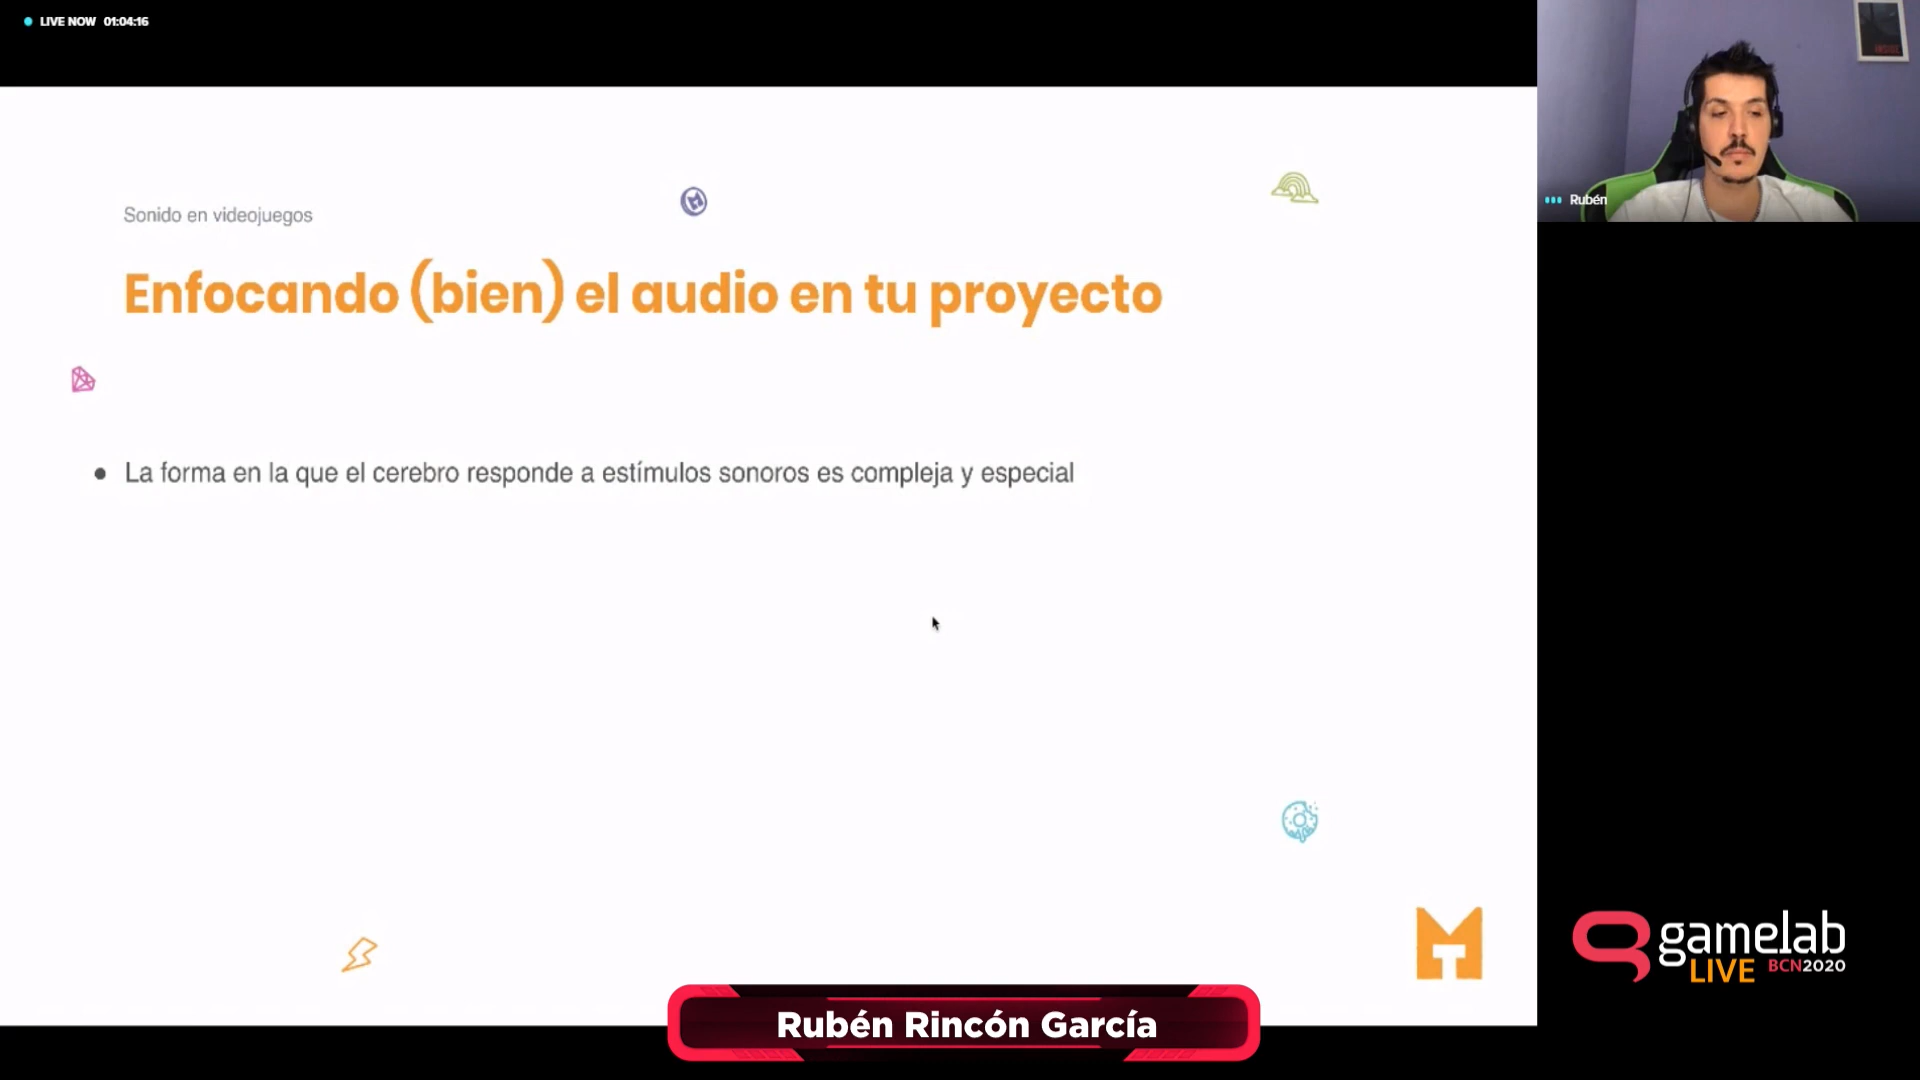 LIVE NOW 01:04:16
Sonido en videojuegos
Enfocando (bien) el audio en tu proyecto
● La forma en la que el cerebro responde a estímulos sonoros es compleja y especial
Rubén
gamelab
LIVE BCN2020
Rubén Rincón García